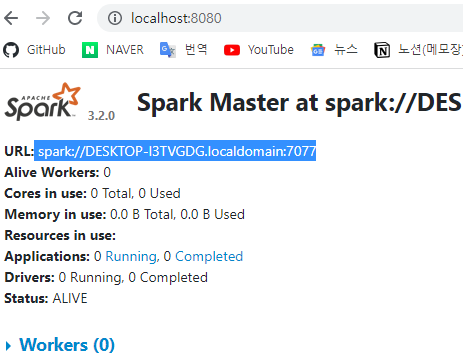 localhost:8080
GitHub NAVER 번역 YouTube 뉴스 노션(메모장)
APACHE Spark 3.2.0 Spark Master at spark://DES
URL: spark://DESKTOP-I3TVGDG.localdomain:7077
Alive Workers: 0
Cores in use: 0 Total, 0 Used
Memory in use: 0.0 B Total, 0.0 B Used
Resources in use:
Applications: 0 Running, 0 Completed
Drivers: 0 Running, 0 Completed
Status: ALIVE
Workers (0)